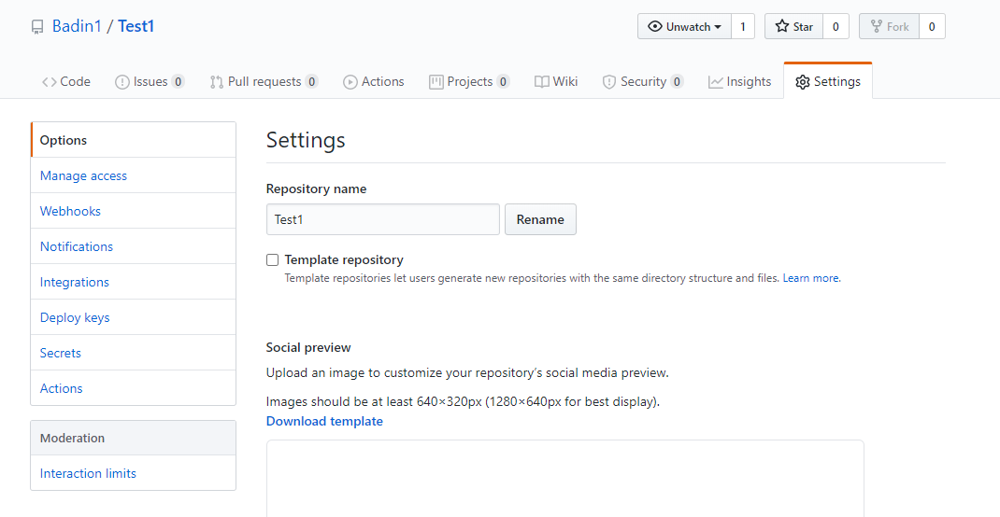 Badin1 / Test1
Unwatch 1 Star 0 Fork 0
Code Issues 0 Pull requests 0 Actions Projects 0 Wiki Security 0 Insights Settings
Options
Manage access
Webhooks
Notifications
Integrations
Deploy keys
Secrets
Actions
Moderation
Interaction limits
Settings
Repository name
Test1 Rename
Template repository
Template repositories let users generate new repositories with the same directory structure and files. Learn more.
Social preview
Upload an image to customize your repository's social media preview.
Images should be at least 640×320px (1280×640px for best display).
Download template